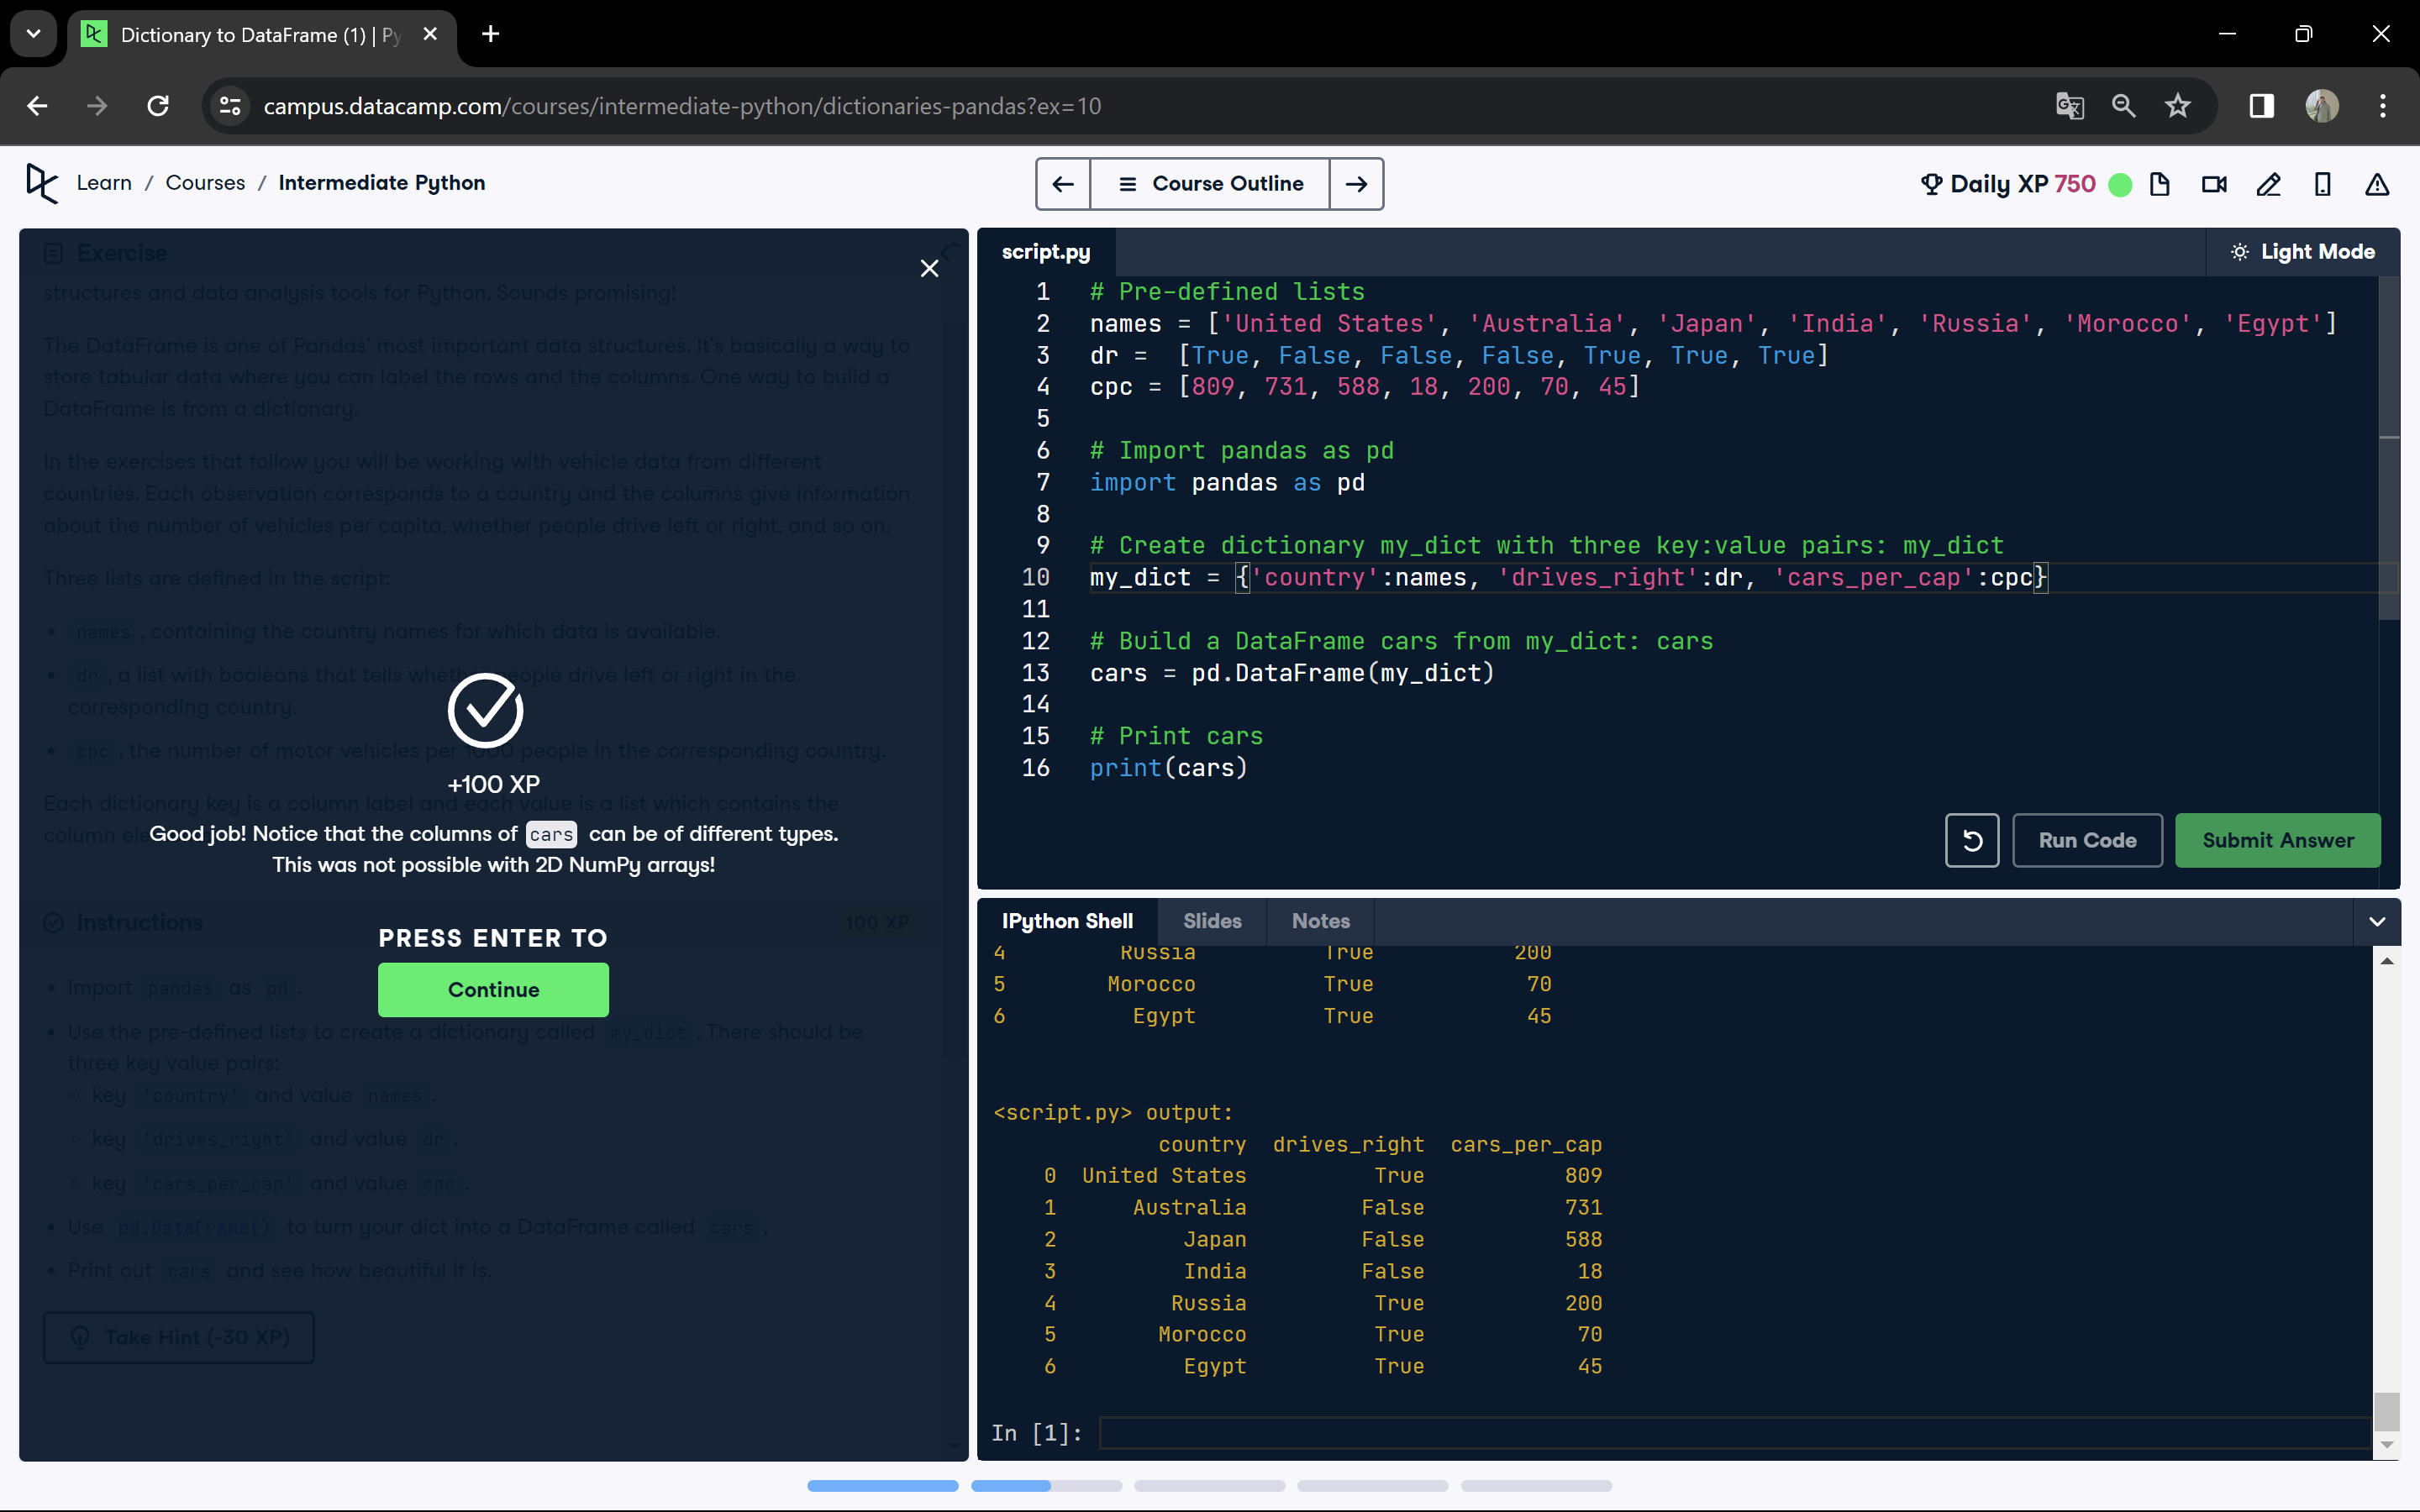 Dictionary to DataFrame (1) | Py
campus.datacamp.com/courses/intermediate-python/dictionaries-pandas?ex=10
Learn / Courses / Intermediate Python
Course Outline
Daily XP 750
Exercise
structures and data analysis tools for Python. Sounds promising!
The DataFrame is one of Pandas' most important data structures. It's basically a way to
store tabular data where you can label the rows and the columns. One way to build a
DataFrame is from a dictionary.
In the exercises that follow you will be working with vehicle data from different
countries. Each observation corresponds to a country and the columns give information
about the number of vehicles per capita, whether people drive left or right, and so on.
Three lists are defined in the script:
names , containing the country names for which data is available.
dr , a list with booleans that tells whether people drive left or right in the
corresponding country.
cpc , the number of motor vehicles per 1000 people in the corresponding country.
Each dictionary key is a column label and each value is a list which contains the
column
+100 XP
Good job! Notice that the columns of cars can be of different types.
This was not possible with 2D NumPy arrays!
PRESS ENTER TO
Continue
Instructions
100 XP
Import pandas as pd .
Use the pre-defined lists to create a dictionary called my_dict . There should be
three key value pairs:
key 'country' and value names .
key 'drives_right' and value dr .
key 'cars_per_cap' and value cpc .
Use pd.DataFrame() to turn your dict into a DataFrame called cars .
Print out cars and see how beautiful it is.
Take Hint (-30 XP)
script.py
Light Mode
1 # Pre-defined lists
2 names = ['United States', 'Australia', 'Japan', 'India', 'Russia', 'Morocco', 'Egypt']
3 dr =  [True, False, False, False, True, True, True]
4 cpc = [809, 731, 588, 18, 200, 70, 45]
5
6 # Import pandas as pd
7 import pandas as pd
8
9 # Create dictionary my_dict with three key:value pairs: my_dict
10 my_dict = {'country':names, 'drives_right':dr, 'cars_per_cap':cpc}
11
12 # Build a DataFrame cars from my_dict: cars
13 cars = pd.DataFrame(my_dict)
14
15 # Print cars
16 print(cars)
Run Code
Submit Answer
IPython Shell Slides Notes
4 Russia True 200
5 Morocco True 70
6 Egypt True 45
<script.py> output:
country drives_right cars_per_cap
0 United States True 809
1 Australia False 731
2 Japan False 588
3 India False 18
4 Russia True 200
5 Morocco True 70
6 Egypt True 45
In [1]: